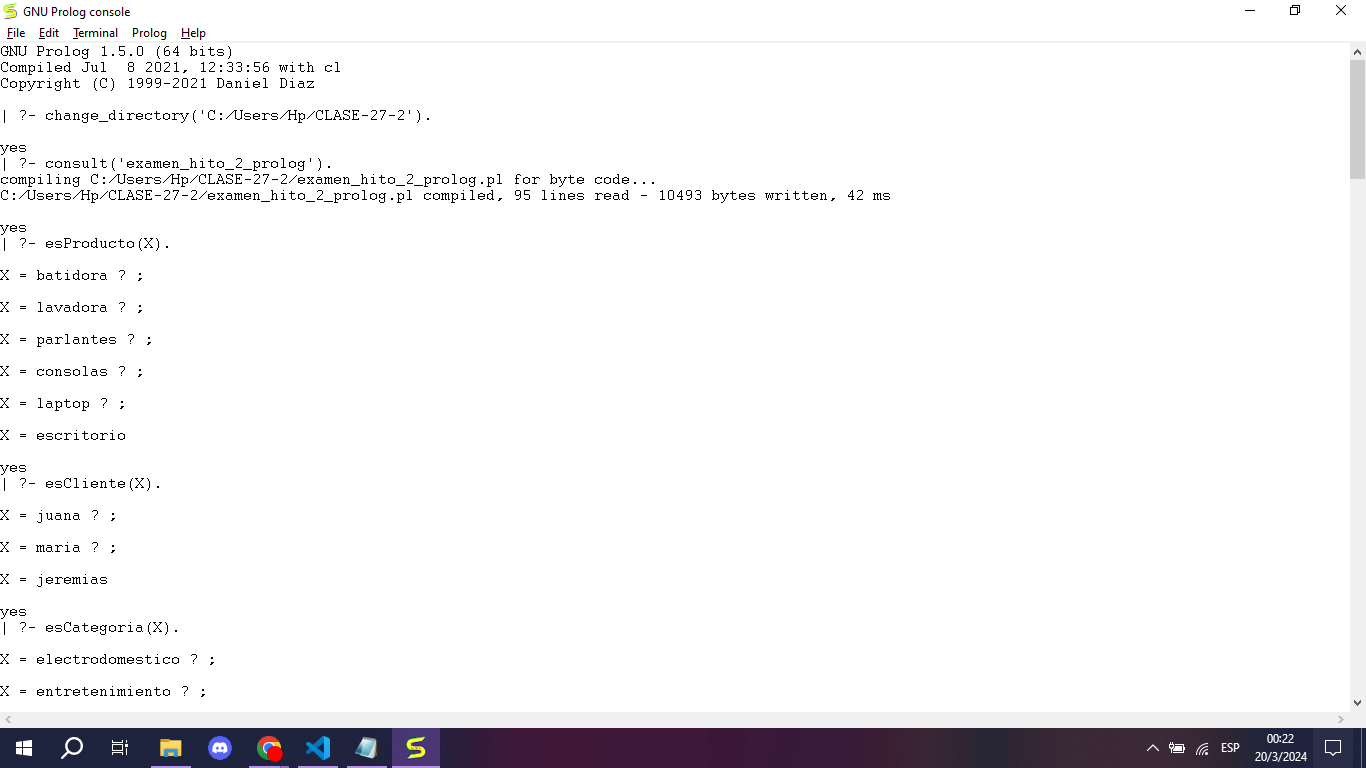 GNU Prolog console
File Edit Terminal Prolog Help
GNU Prolog 1.5.0 (64 bits)
Compiled Jul  8 2021, 12:33:56 with cl
Copyright (C) 1999-2021 Daniel Diaz
| ?- change_directory('C:/Users/Hp/CLASE-27-2').
yes
| ?- consult('examen_hito_2_prolog').
compiling C:/Users/Hp/CLASE-27-2/examen_hito_2_prolog.pl for byte code...
C:/Users/Hp/CLASE-27-2/examen_hito_2_prolog.pl compiled, 95 lines read - 10493 bytes written, 42 ms
yes
| ?- esProducto(X).
X = batidora ? ;
X = lavadora ? ;
X = parlantes ? ;
X = consolas ? ;
X = laptop ? ;
X = escritorio
yes
| ?- esCliente(X).
X = juana ? ;
X = maria ? ;
X = jeremias
yes
| ?- esCategoria(X).
X = electrodomestico ? ;
X = entretenimiento ? ;
ESP
00:22
20/3/2024